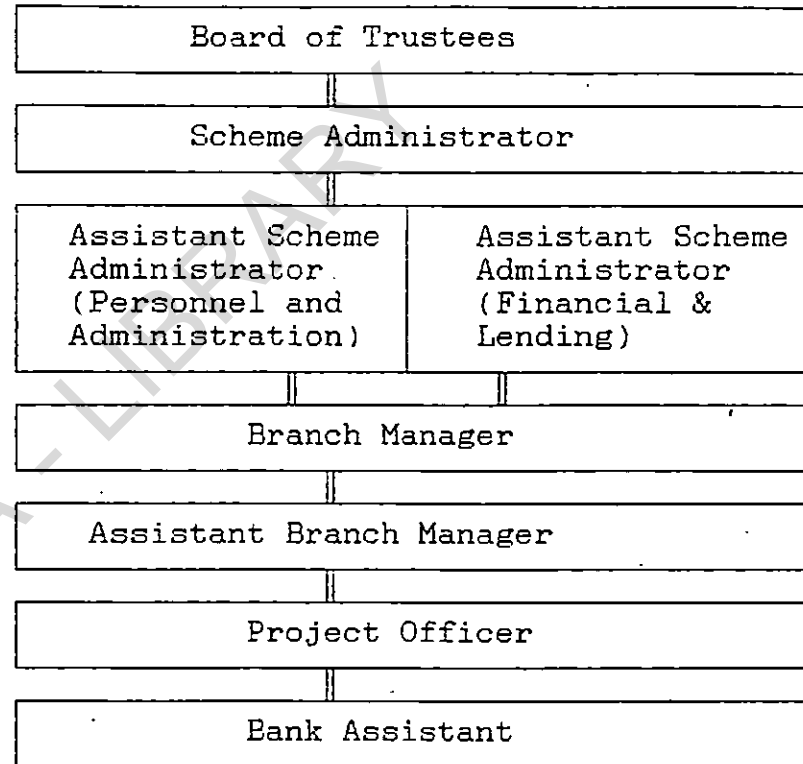 Board of Trustees
Scheme Administrator
Assistant Scheme
Administrator
(Personnel and
Administration)
Assistant Scheme
Administrator
(Financial &
Lending)
Branch Manager
Assistant Branch Manager
Project Officer
Bank Assistant
A - LIBRARY